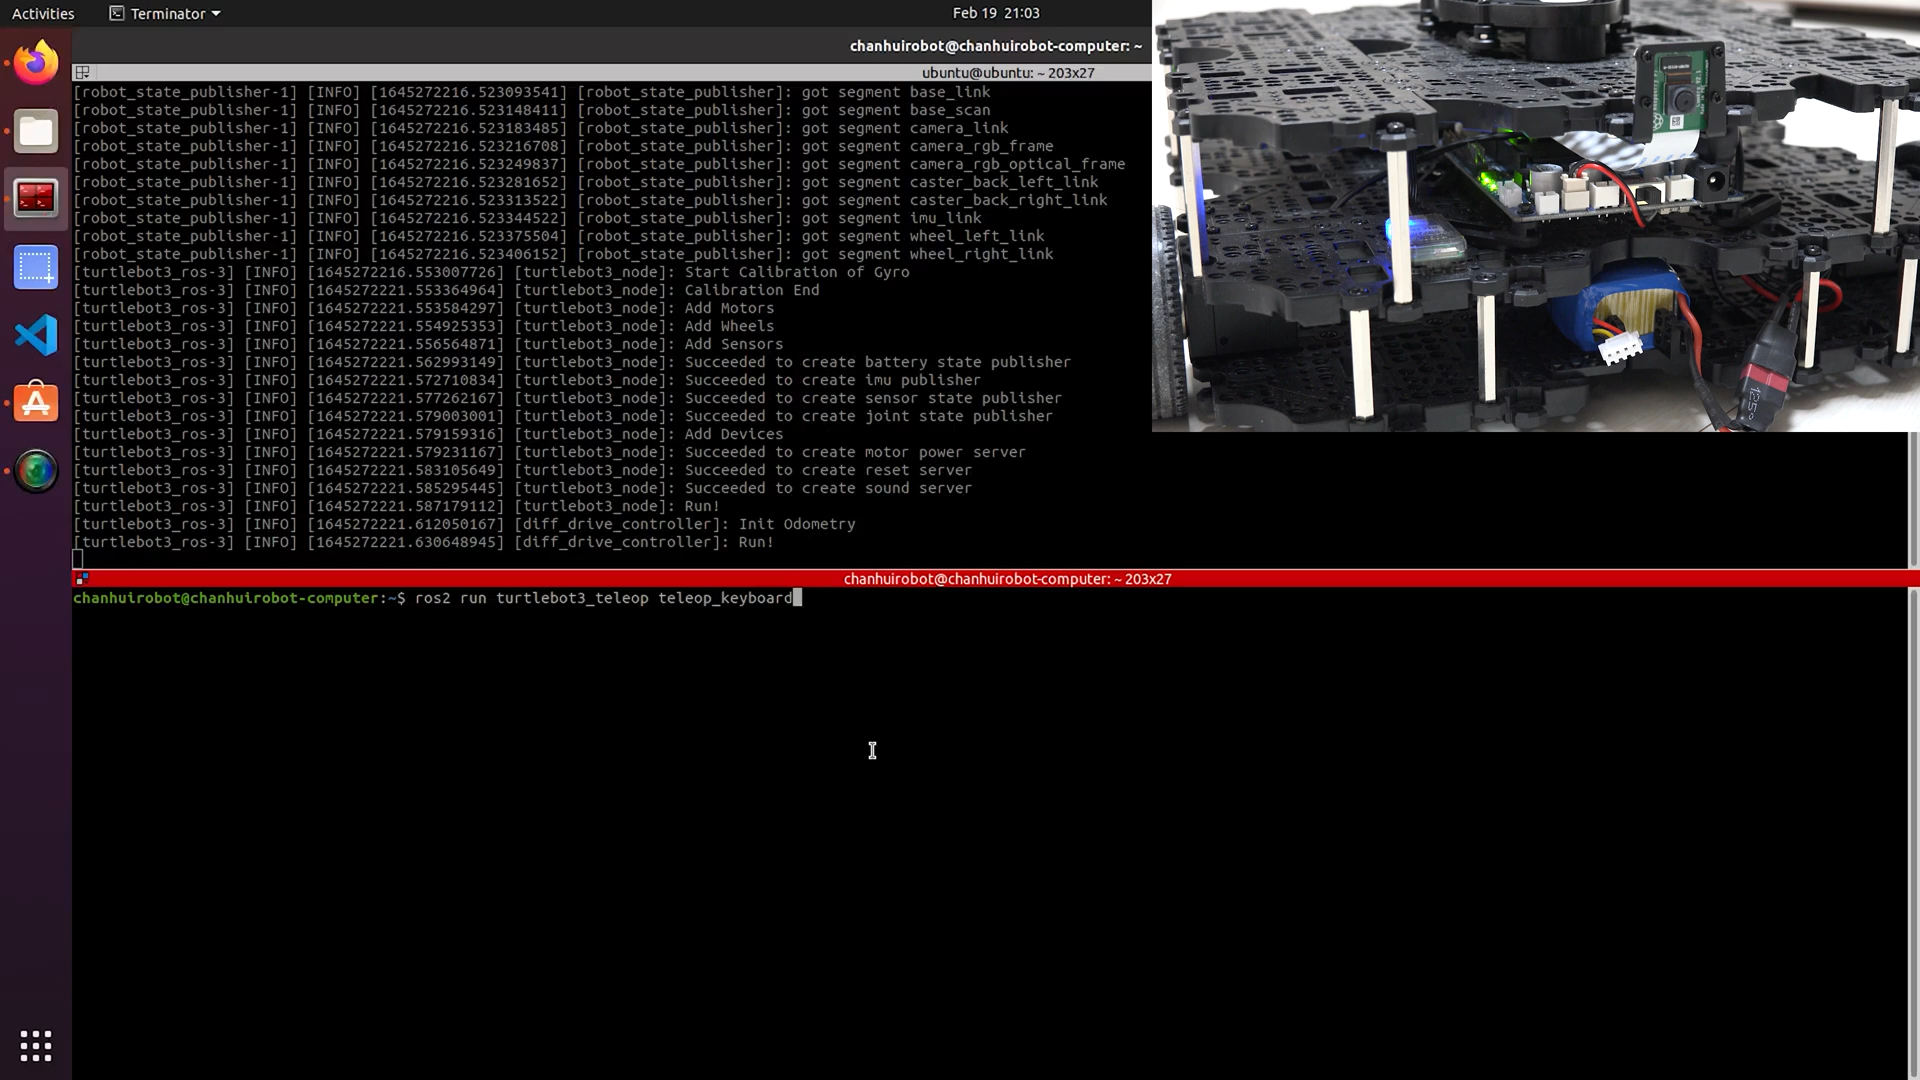 Activities
Terminator
Feb 19 21:03
chanhuirobot@chanhuirobot-computer: ~
ubuntu@ubuntu: ~ 203x27
[robot_state_publisher-1] [INFO] [1645272216.523093541] [robot_state_publisher]: got segment base_link
[robot_state_publisher-1] [INFO] [1645272216.523148411] [robot_state_publisher]: got segment base_scan
[robot_state_publisher-1] [INFO] [1645272216.523183485] [robot_state_publisher]: got segment camera_link
[robot_state_publisher-1] [INFO] [1645272216.523216708] [robot_state_publisher]: got segment camera_rgb_frame
[robot_state_publisher-1] [INFO] [1645272216.523249837] [robot_state_publisher]: got segment camera_rgb_optical_frame
[robot_state_publisher-1] [INFO] [1645272216.523281652] [robot_state_publisher]: got segment caster_back_left_link
[robot_state_publisher-1] [INFO] [1645272216.523313522] [robot_state_publisher]: got segment caster_back_right_link
[robot_state_publisher-1] [INFO] [1645272216.523344522] [robot_state_publisher]: got segment imu_link
[robot_state_publisher-1] [INFO] [1645272216.523375504] [robot_state_publisher]: got segment wheel_left_link
[robot_state_publisher-1] [INFO] [1645272216.523406152] [robot_state_publisher]: got segment wheel_right_link
[turtlebot3_ros-3] [INFO] [1645272216.553007726] [turtlebot3_node]: Start Calibration of Gyro
[turtlebot3_ros-3] [INFO] [1645272221.553364964] [turtlebot3_node]: Calibration End
[turtlebot3_ros-3] [INFO] [1645272221.553584297] [turtlebot3_node]: Add Motors
[turtlebot3_ros-3] [INFO] [1645272221.554925353] [turtlebot3_node]: Add Wheels
[turtlebot3_ros-3] [INFO] [1645272221.556564871] [turtlebot3_node]: Add Sensors
[turtlebot3_ros-3] [INFO] [1645272221.562993149] [turtlebot3_node]: Succeeded to create battery state publisher
[turtlebot3_ros-3] [INFO] [1645272221.572710834] [turtlebot3_node]: Succeeded to create imu publisher
[turtlebot3_ros-3] [INFO] [1645272221.577262167] [turtlebot3_node]: Succeeded to create sensor state publisher
[turtlebot3_ros-3] [INFO] [1645272221.579003001] [turtlebot3_node]: Succeeded to create joint state publisher
[turtlebot3_ros-3] [INFO] [1645272221.579159316] [turtlebot3_node]: Add Devices
[turtlebot3_ros-3] [INFO] [1645272221.579231167] [turtlebot3_node]: Succeeded to create motor power server
[turtlebot3_ros-3] [INFO] [1645272221.583105649] [turtlebot3_node]: Succeeded to create reset server
[turtlebot3_ros-3] [INFO] [1645272221.585295445] [turtlebot3_node]: Succeeded to create sound server
[turtlebot3_ros-3] [INFO] [1645272221.587179112] [turtlebot3_node]: Run!
[turtlebot3_ros-3] [INFO] [1645272221.612050167] [diff_drive_controller]: Init Odometry
[turtlebot3_ros-3] [INFO] [1645272221.630648945] [diff_drive_controller]: Run!
chanhuirobot@chanhuirobot-computer: ~ 203x27
chanhuirobot@chanhuirobot-computer:~$ ros2 run turtlebot3_teleop teleop_keyboard